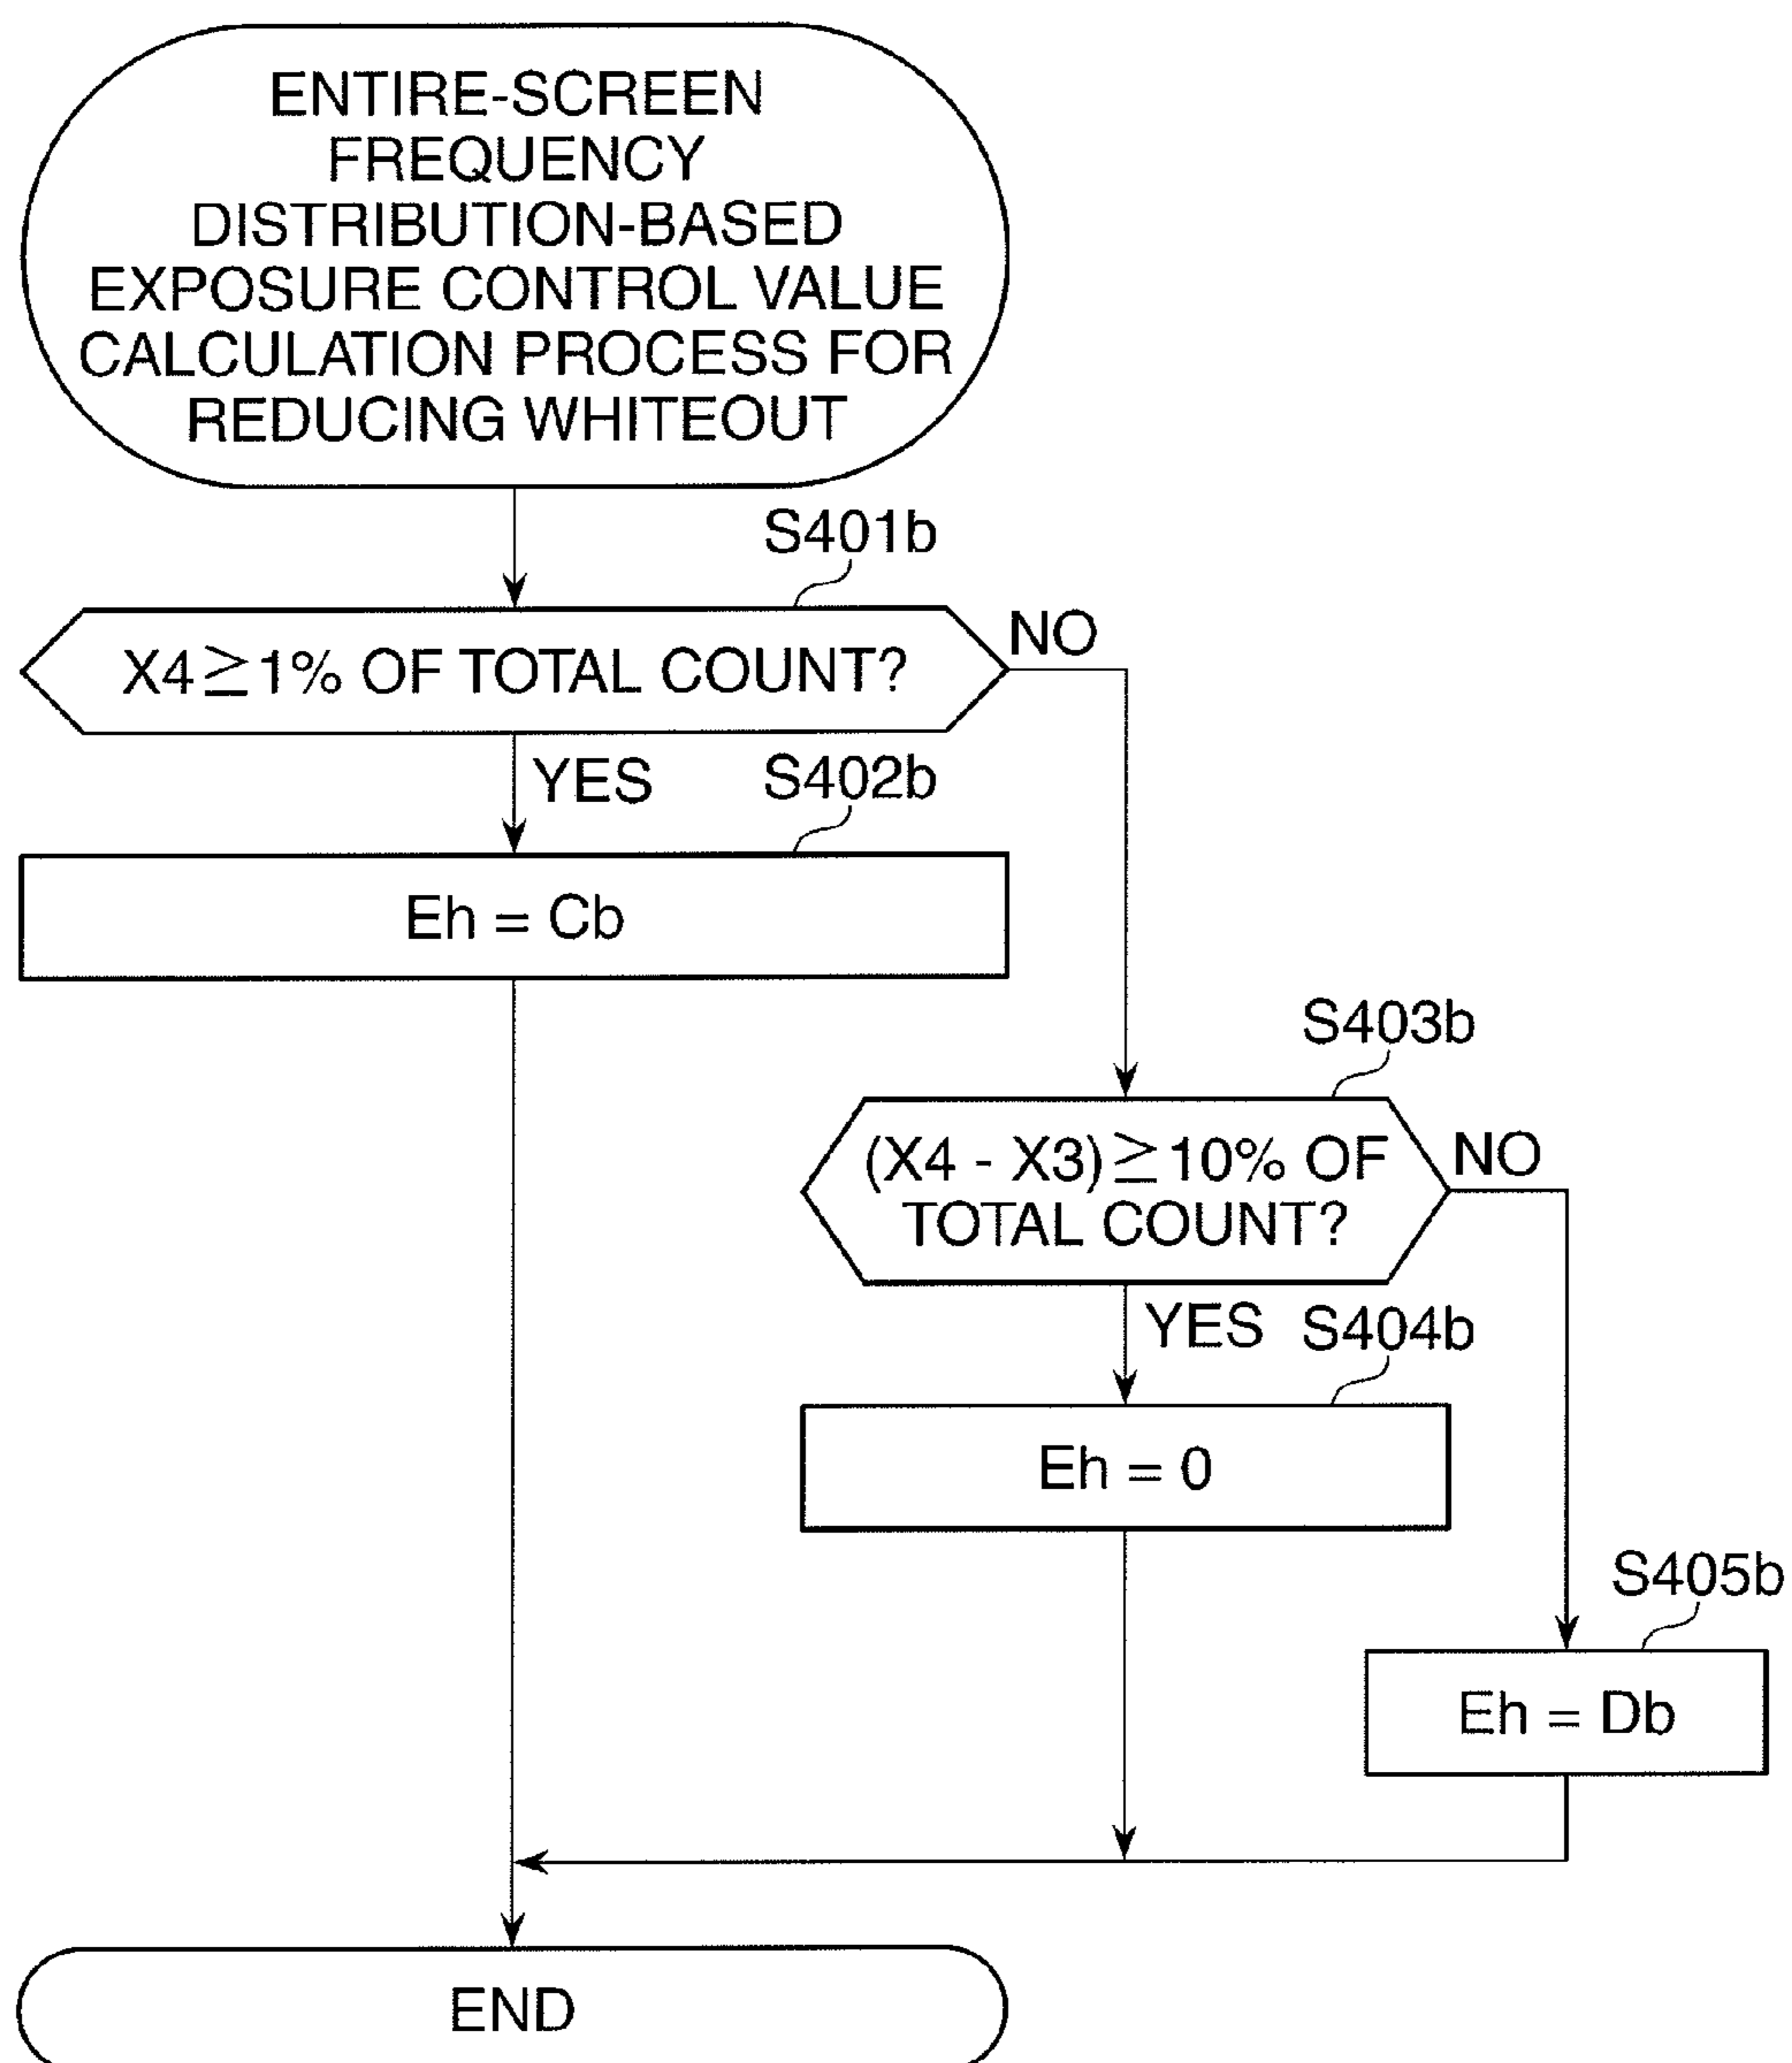 ENTIRE-SCREEN
FREQUENCY
DISTRIBUTION-BASED
EXPOSURE CONTROL VALUE
CALCULATION PROCESS FOR
REDUCING WHITEOUT
S401b
X4≧1% OF TOTAL COUNT?
NO
YES
S402b
Eh = Cb
S403b
(X4 - X3)≧10% OF
TOTAL COUNT?
NO
YES
S404b
Eh = 0
S405b
Eh = Db
END